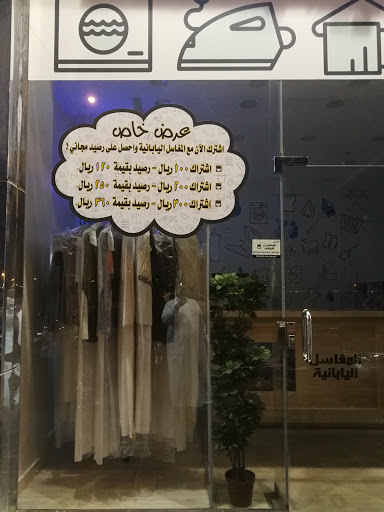 عرض خاص
اشترك الآن مع المغاسل اليابانية واحصل على رصيد مجاني !
اشتراك ١٠٠ ريال - رصيد بقيمة ١٢٠ ريال
اشتراك ٢٠٠ ريال - رصيد بقيمة ٢٥٠ ريال
اشتراك ٣٠٠ ريال - رصيد بقيمة ٣٦٠ ريال
المغاسل
اليابانية